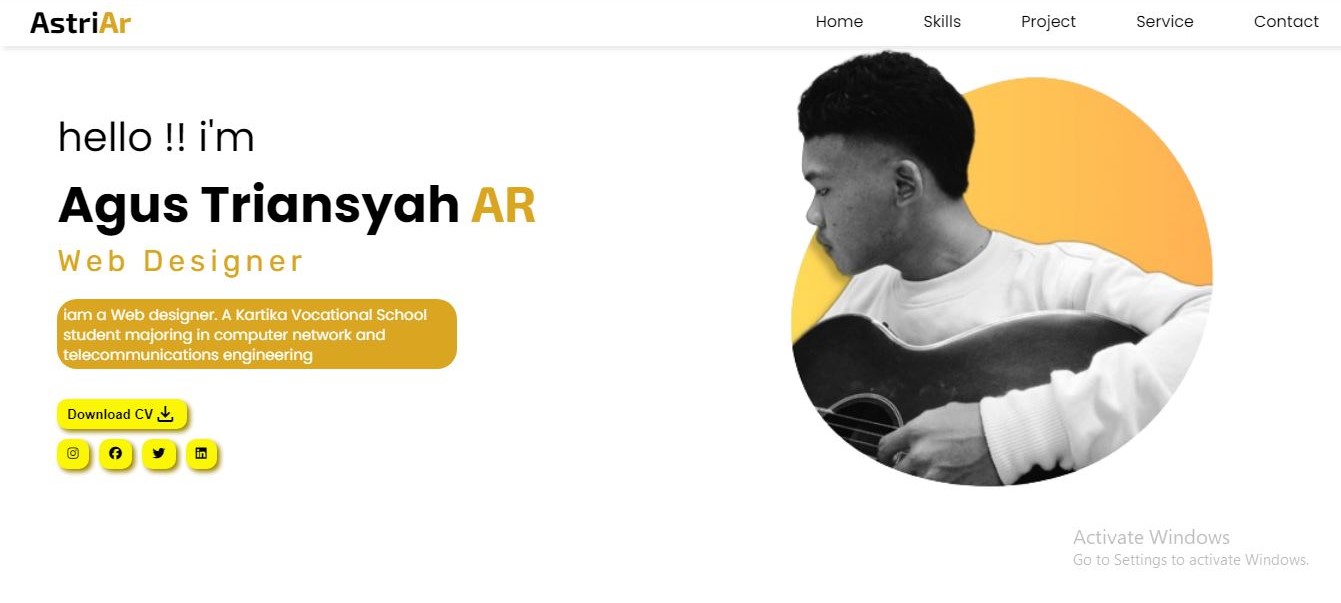 AstriAr
Home Skills Project Service Contact
hello !! i'm
Agus Triansyah AR
Web Designer
iam a Web designer. A Kartika Vocational School
student majoring in computer network and
telecommunications engineering
Download CV
Activate Windows
Go to Settings to activate Windows.